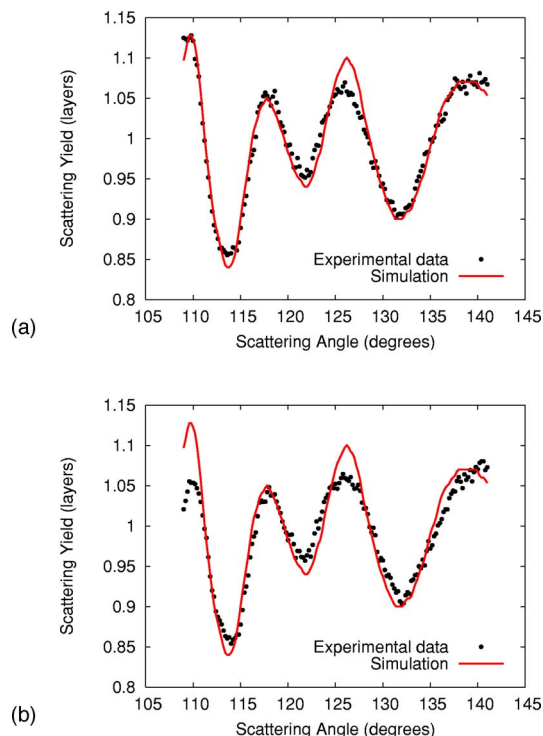 1.15
1.1
1.05
1
0.95
0.9
0.85
0.8
Scattering Yield (layers)
Experimental data
Simulation
105 110 115 120 125 130 135 140 145
Scattering Angle (degrees)
(a)
1.15
1.1
1.05
1
0.95
0.9
0.85
0.8
Scattering Yield (layers)
Experimental data
Simulation
105 110 115 120 125 130 135 140 145
Scattering Angle (degrees)
(b)